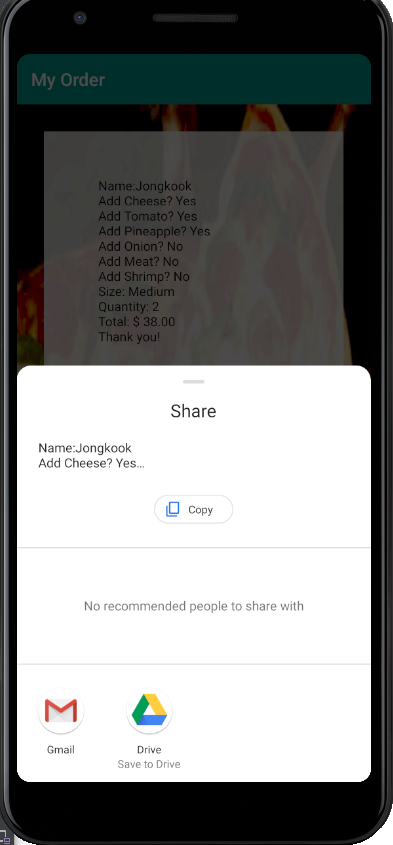 My Order
Name:Jongkook
Add Cheese? Yes
Add Tomato? Yes
Add Pineapple? Yes
Add Onion? No
Add Meat? No
Add Shrimp? No
Size: Medium
Quantity: 2
Total: $ 38.00
Thank you!
Share
Name:Jongkook
Add Cheese? Yes…
Copy
No recommended people to share with
Gmail
Drive
Save to Drive